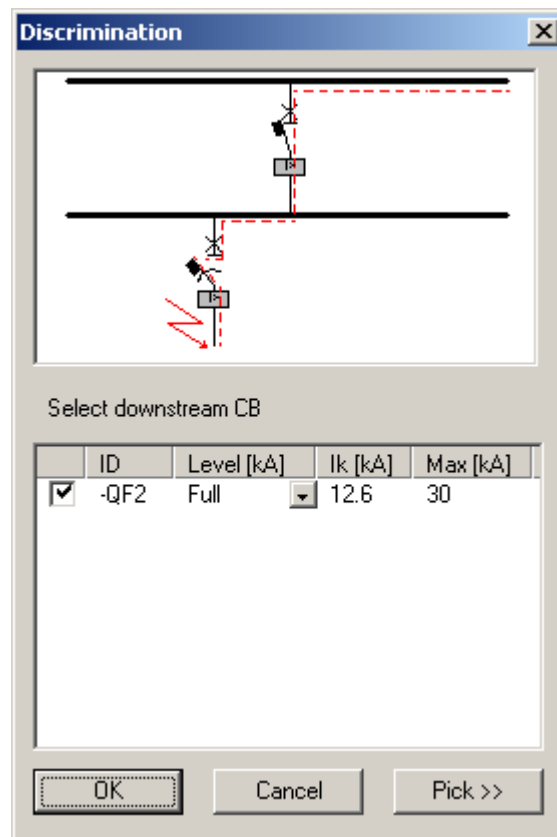 Discrimination
Select downstream CB
ID Level [kA] Ik [kA] Max [kA]
-QF2 Full 12.6 30
OK Cancel Pick >>